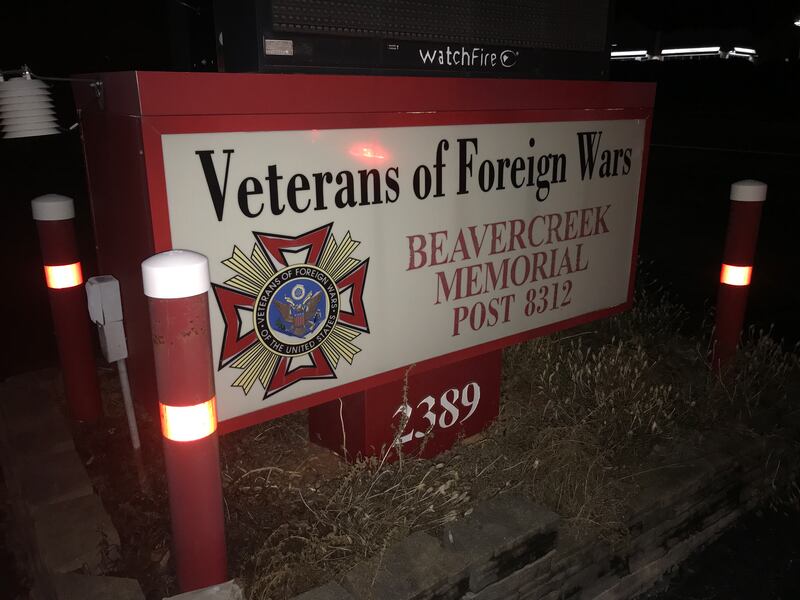 watchFire
Veterans of Foreign Wars
BEAVERCREEK
MEMORIAL
POST 8312
VETERANS OF FOREIGN WARS
OF THE UNITED STATES
2389